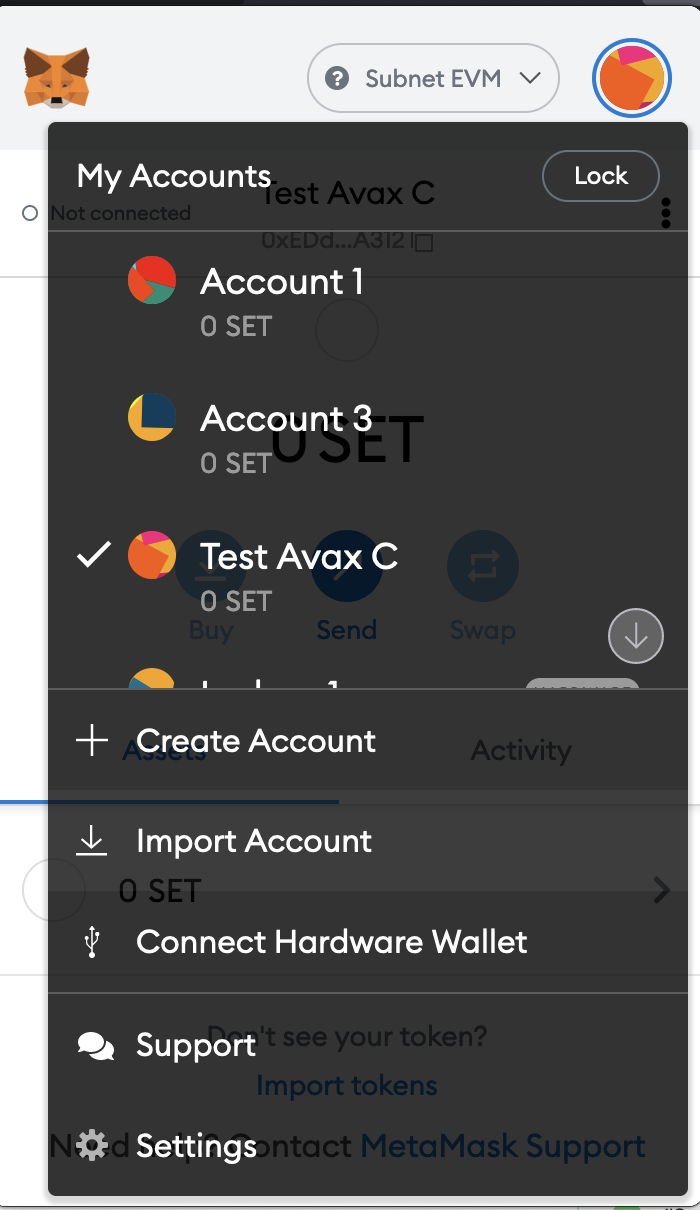 Subnet EVM
My Accounts
Lock
Test Avax C
Not connected
0xEDd...A312
Account 1
0 SET
Account 3
0 SET
0 SET
Test Avax C
0 SET
Buy
Send
Swap
Create Account
Assets
Activity
Import Account
0 SET
Connect Hardware Wallet
Don't see your token?
Support
Import tokens
Need help? Contact MetaMask Support
Settings